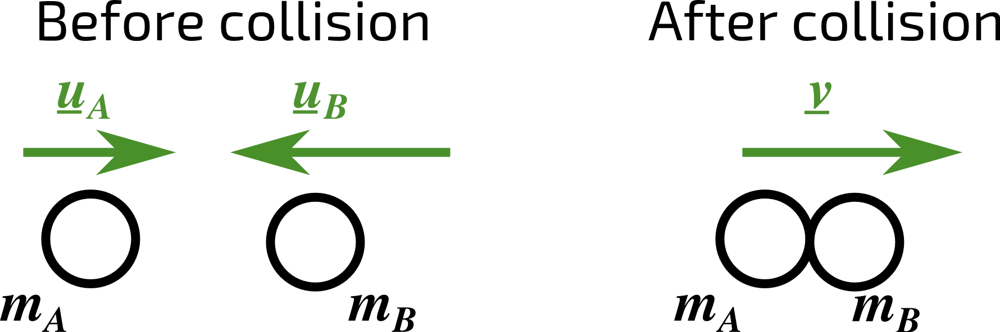 Before collision After collision
u_A u_B v
m_A m_B m_A m_B